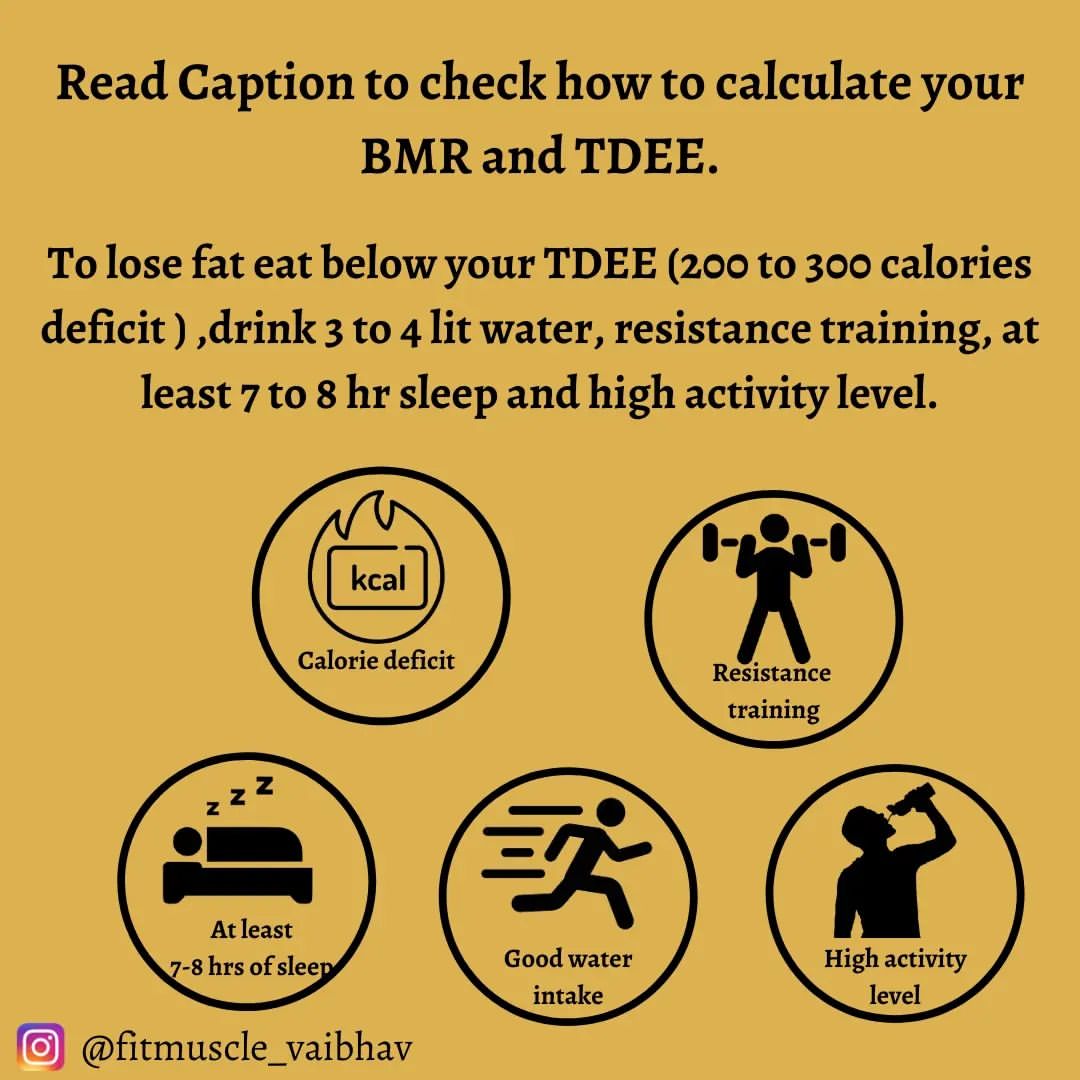 Read Caption to check how to calculate your
BMR and TDEE.
To lose fat eat below your TDEE (200 to 300 calories
deficit ) ,drink 3 to 4 lit water, resistance training, at
least 7 to 8 hr sleep and high activity level.
kcal
Calorie deficit
Resistance
training
z z z
At least
7-8 hrs of sleep
Good water
intake
High activity
level
@fitmuscle_vaibhav